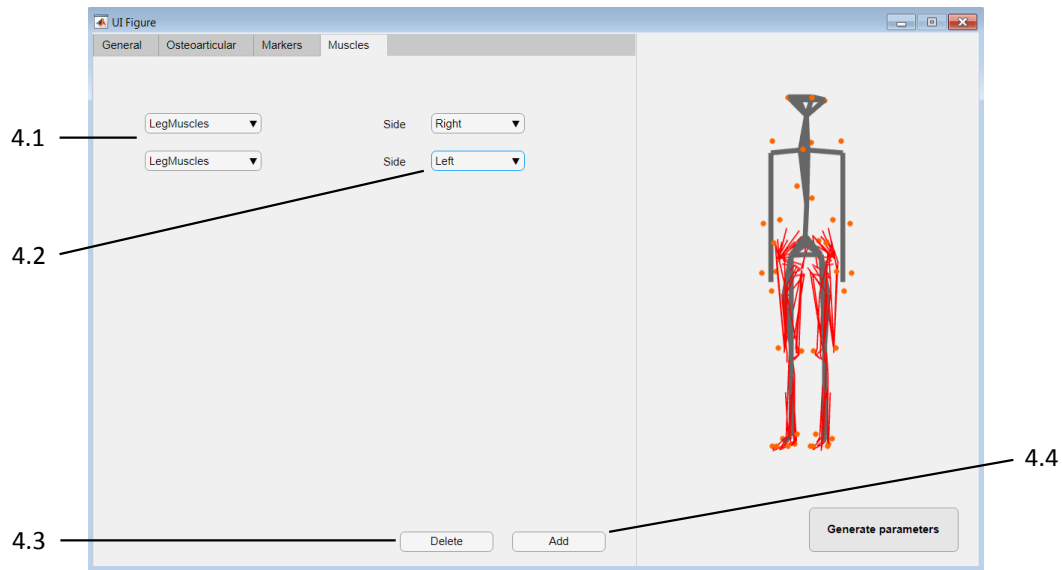 UI Figure
General Osteoarticular Markers Muscles
LegMuscles Side Right
4.1
LegMuscles Side Left
4.2
4.4
Generate parameters
4.3 Delete Add